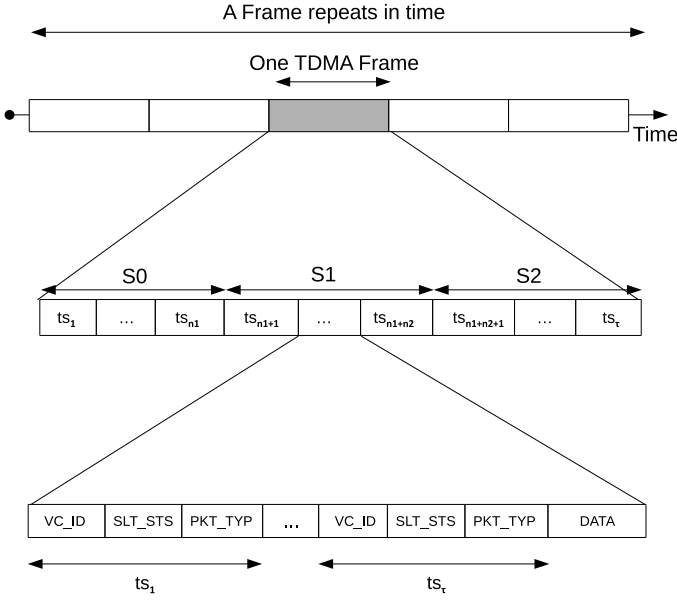 A Frame repeats in time
One TDMA Frame
Time
S0 S1 S2
ts1 ... tsn1 tsn1+1 ... tsn1+n2 tsn1+n2+1 ... tsτ
VC_ID SLT_STS PKT_TYP ... VC_ID SLT_STS PKT_TYP DATA
ts1 tsτ